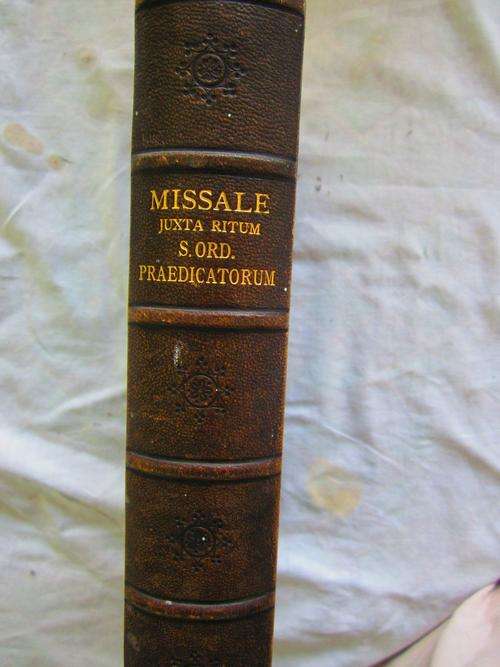 MISSALE
JUXTA RITUM
S. ORD.
PRAEDICATORUM